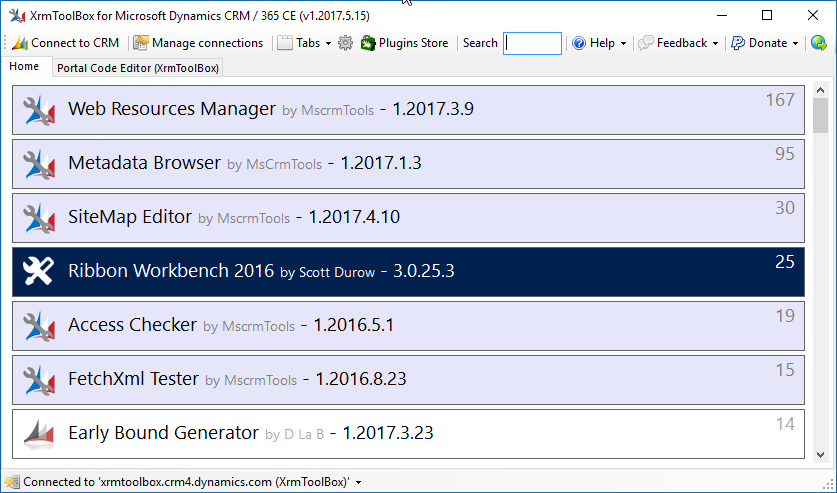 XrmToolBox for Microsoft Dynamics CRM / 365 CE (v1.2017.5.15)
Connect to CRM Manage connections Tabs Plugins Store Search Help Feedback Donate
Home Portal Code Editor (XrmToolBox)
Web Resources Manager by MscrmTools - 1.2017.3.9 167
Metadata Browser by MsCrmTools - 1.2017.1.3 95
SiteMap Editor by MscrmTools - 1.2017.4.10 30
Ribbon Workbench 2016 by Scott Durow - 3.0.25.3 25
Access Checker by MscrmTools - 1.2016.5.1 19
FetchXml Tester by MscrmTools - 1.2016.8.23 15
Early Bound Generator by D La B - 1.2017.3.23 14
Connected to 'xrmtoolbox.crm4.dynamics.com (XrmToolBox)'